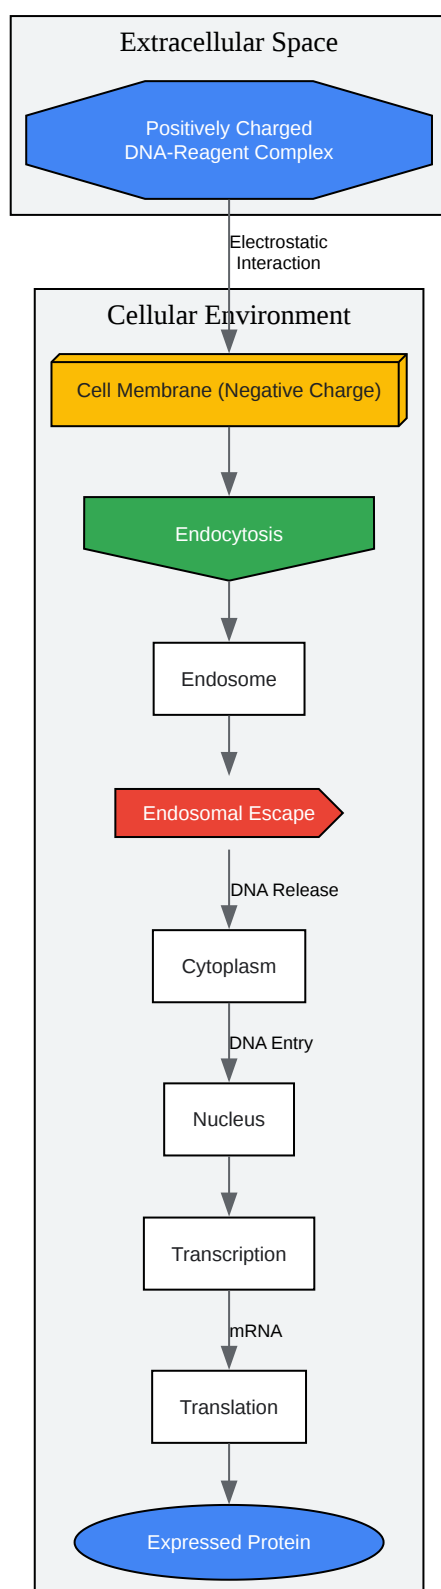 Extracellular Space
Positively Charged
DNA-Reagent Complex
Electrostatic
Interaction
Cellular Environment
Cell Membrane (Negative Charge)
Endocytosis
Endosome
Endosomal Escape
DNA Release
Cytoplasm
DNA Entry
Nucleus
Transcription
mRNA
Translation
Expressed Protein